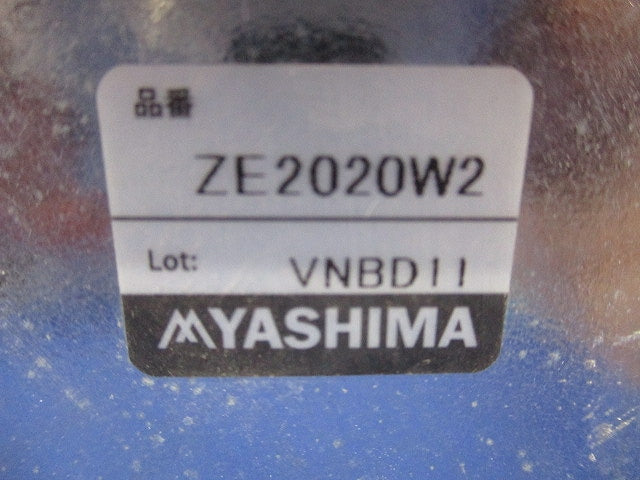 品番
ZE2020W2
Lot: VNBD11
YASHIMA